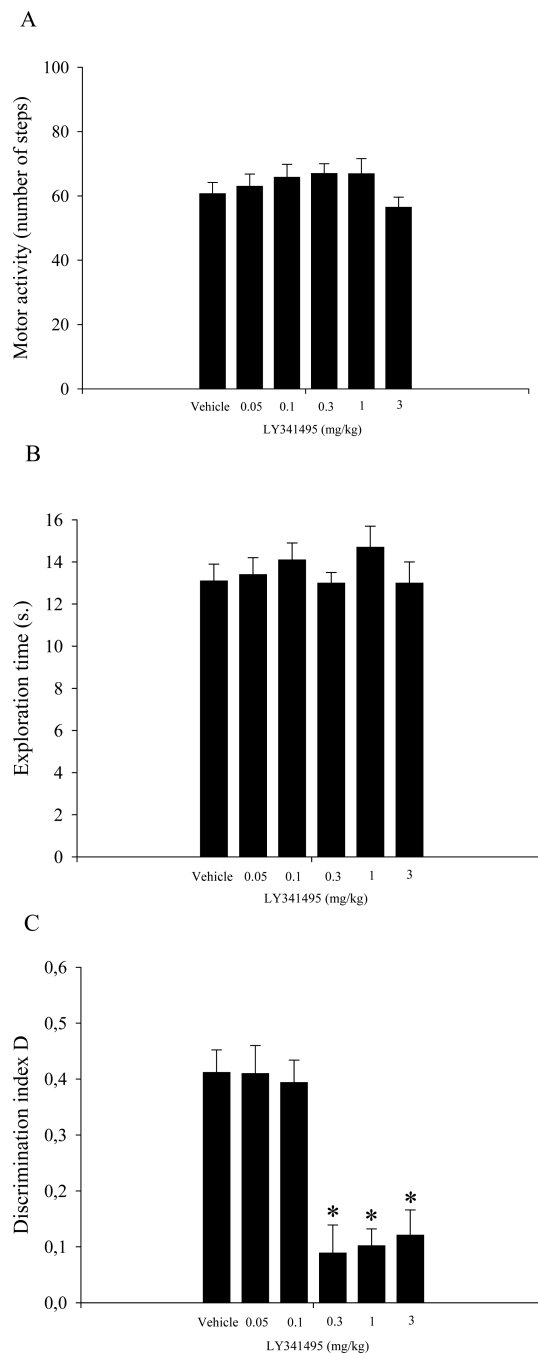 A
Motor activity (number of steps)
100
80
60
40
20
0
Vehicle 0.05 0.1 0.3 1 3
LY341495 (mg/kg)
B
Exploration time (s.)
16
14
12
10
8
6
4
2
0
Vehicle 0.05 0.1 0.3 1 3
LY341495 (mg/kg)
C
Discrimination index D
0,6
0,5
0,4
0,3
0,2
0,1
0,0
* * *
Vehicle 0.05 0.1 0.3 1 3
LY341495 (mg/kg)